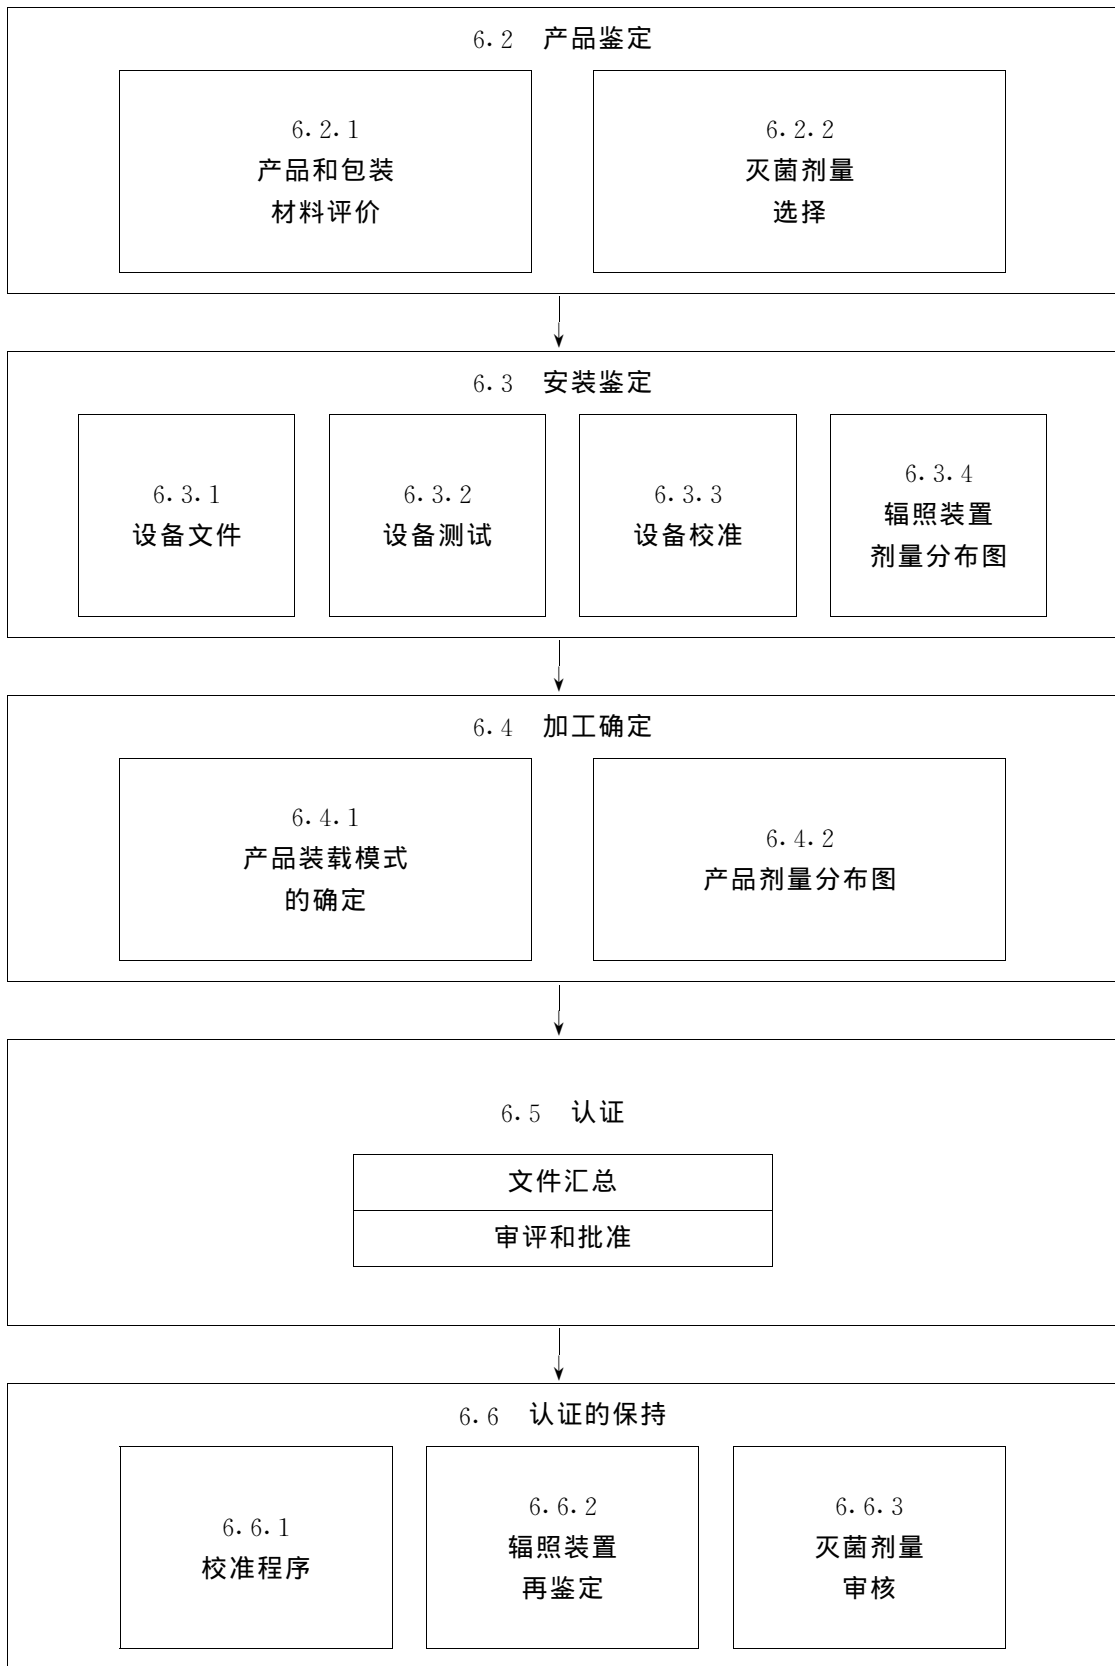 6.2 产品鉴定
6.2.1
产品和包装
材料评价
6.2.2
灭菌剂量
选择
6.3 安装鉴定
6.3.1
设备文件
6.3.2
设备测试
6.3.3
设备校准
6.3.4
辐照装置
剂量分布图
6.4 加工确定
6.4.1
产品装载模式
的确定
6.4.2
产品剂量分布图
6.5 认证
文件汇总
审评和批准
6.6 认证的保持
6.6.1
校准程序
6.6.2
辐照装置
再鉴定
6.6.3
灭菌剂量
审核